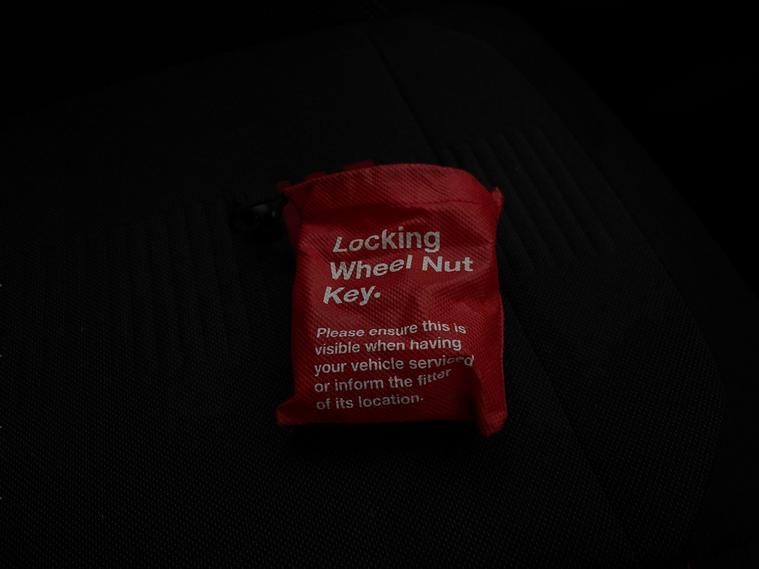 Locking
Wheel Nut
Key.
Please ensure this is
visible when having
your vehicle serviced
or inform the fitter
of its location.